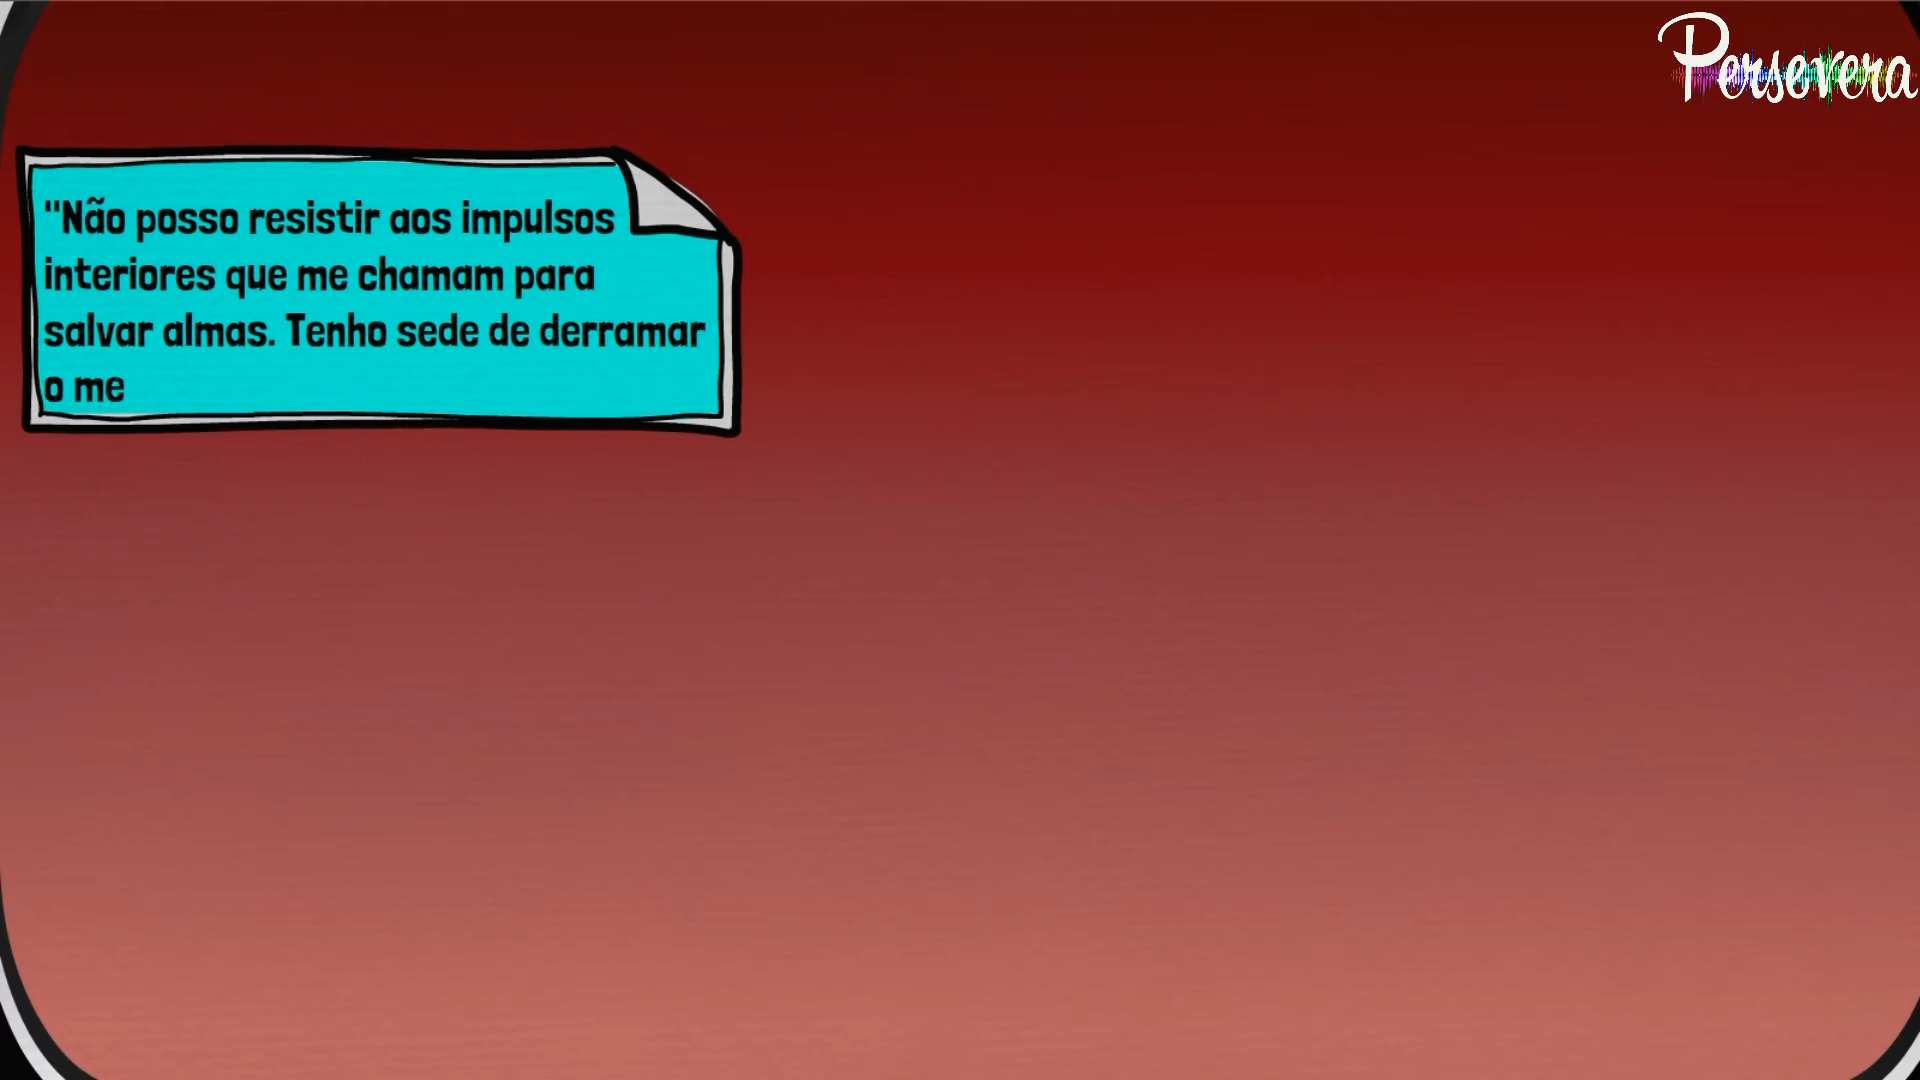 Persevera
"Não posso resistir aos impulsos
interiores que me chamam para
salvar almas. Tenho sede de derramar
o me